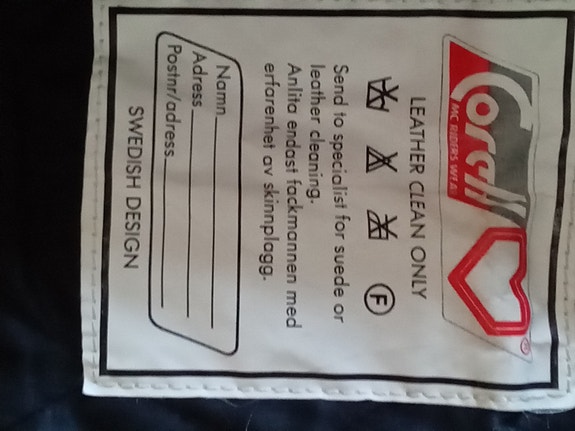 Corall
MC RIDERS WEAR
®
LEATHER CLEAN ONLY
F
Send to specialist for suede or
leather cleaning.
Anlita endast fackmannen med
erfarenhet av skinnplagg.
Namn
Adress
Postnr/adress
SWEDISH DESIGN